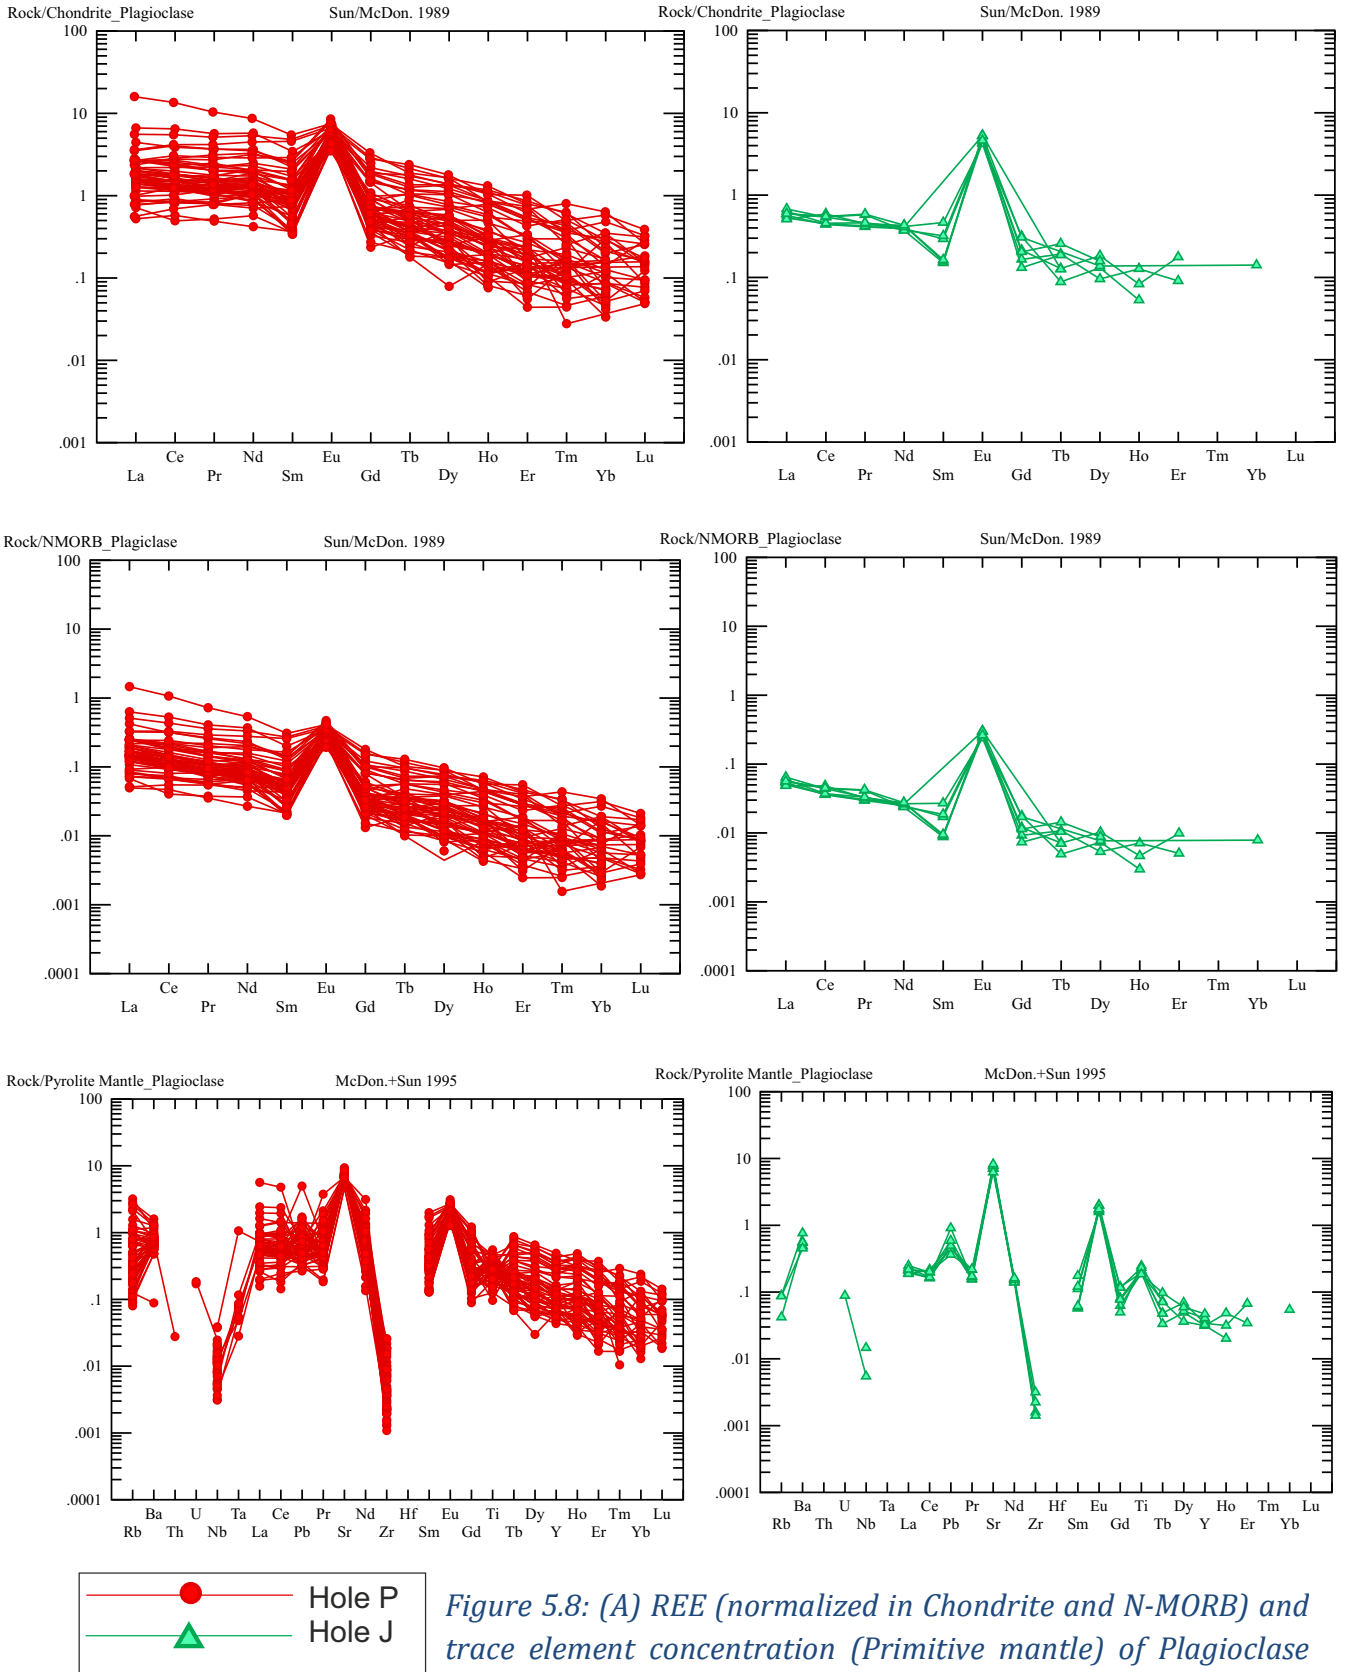 Rock/Chondrite_Plagioclase Sun/McDon. 1989
100
10
1
.1
.01
.001
Ce Nd Eu Tb Ho Tm Lu
La Pr Sm Gd Dy Er Yb
Rock/Chondrite_Plagioclase Sun/McDon. 1989
100
10
1
.1
.01
.001
Ce Nd Eu Tb Ho Tm Lu
La Pr Sm Gd Dy Er Yb
Rock/NMORB_Plagiclase Sun/McDon. 1989
100
10
1
.1
.01
.001
.0001
Ce Nd Eu Tb Ho Tm Lu
La Pr Sm Gd Dy Er Yb
Rock/NMORB_Plagioclase Sun/McDon. 1989
100
10
1
.1
.01
.001
.0001
Ce Nd Eu Tb Ho Tm Lu
La Pr Sm Gd Dy Er Yb
Rock/Pyrolite Mantle_Plagioclase McDon.+Sun 1995
100
10
1
.1
.01
.001
.0001
Ba U Ta Ce Pr Nd Hf Eu Ti Dy Ho Tm Lu
Rb Th Nb La Pb Sr Zr Sm Gd Tb Y Er Yb
Rock/Pyrolite Mantle_Plagioclase McDon.+Sun 1995
100
10
1
.1
.01
.001
.0001
Ba U Ta Ce Pr Nd Hf Eu Ti Dy Ho Tm Lu
Rb Th Nb La Pb Sr Zr Sm Gd Tb Y Er Yb
Hole P
Hole J
Figure 5.8: (A) REE (normalized in Chondrite and N-MORB) and
trace element concentration (Primitive mantle) of Plagioclase